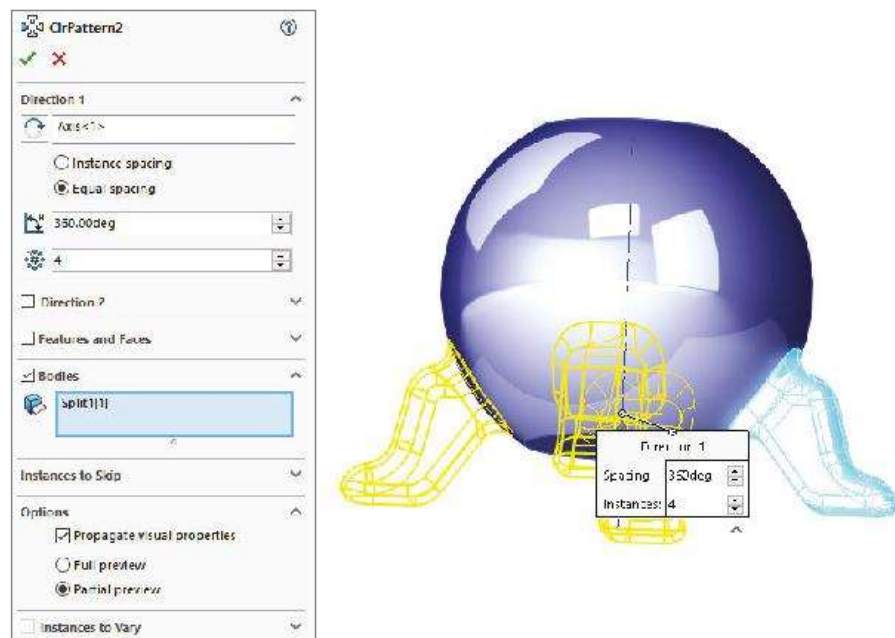 CirPattern2
Direction 1
Axis<1>
Instance spacing
Equal spacing
360.00deg
4
Direction 2
Features and Faces
Bodies
Split1[1]
Instances to Skip
Options
Propagate visual properties
Full preview
Partial preview
Instances to Vary
Direction 1
Spacing: 360deg
Instances: 4